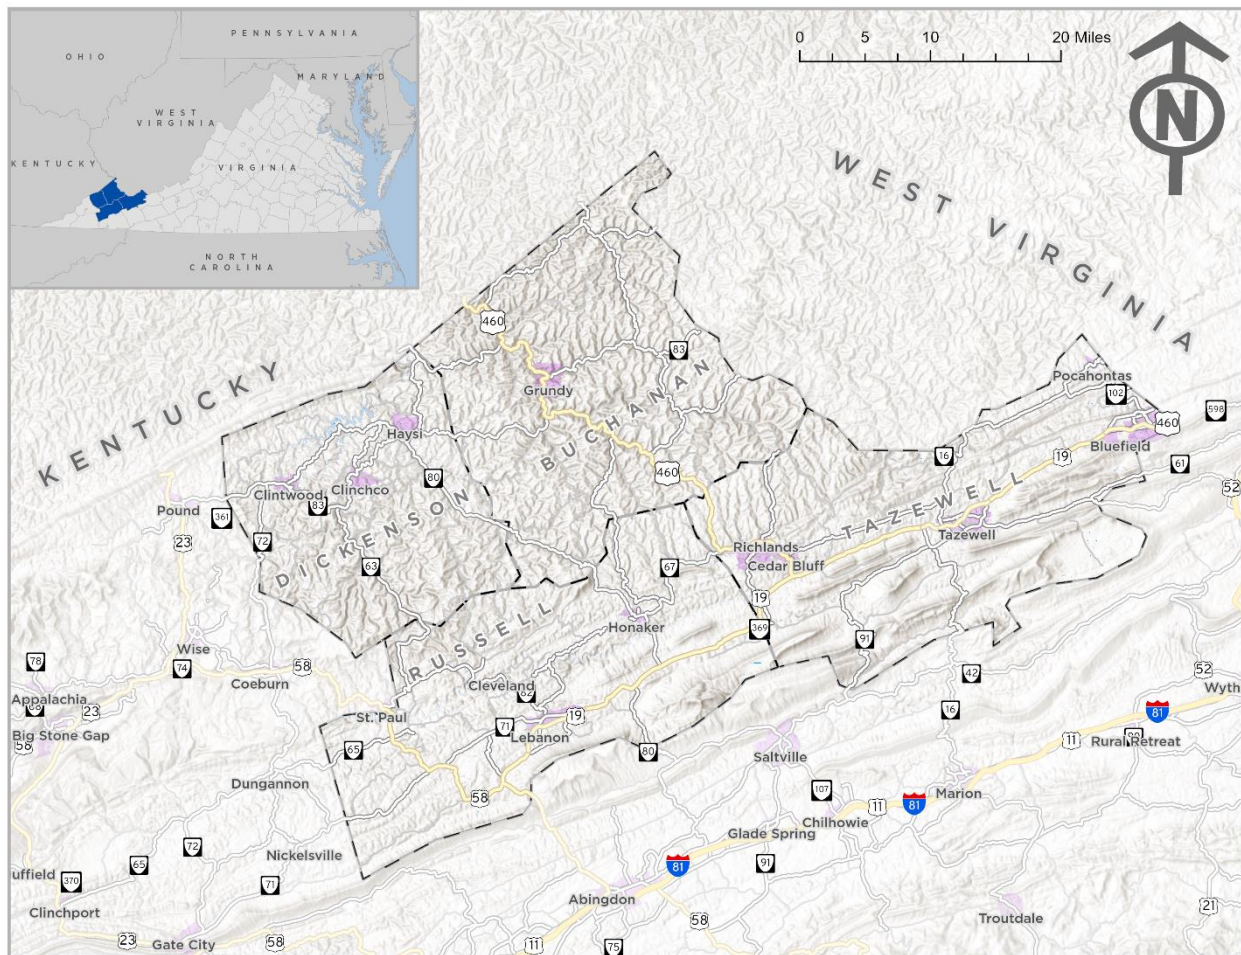 PENNSYLVANIA
OHIO
MARYLAND
WEST
VIRGINIA
KENTUCKY
VIRGINIA
NORTH
CAROLINA
0 5 10 20 Miles
N
WEST VIRGINIA
KENTUCKY
460
83
Grundy
BUCHANAN
Pocahontas
102
598
460
Bluefield
Haysi
16
19
61
80
460
52
Clintwood
Clinchco
83
DICKENSON
TAZEWELL
Pound
361
23
72
Tazewell
Richlands
Cedar Bluff
63
67
19
RUSSELL
Honaker
369
91
Wise
78
74
58
Coeburn
42
52
Cleveland
82
Appalachia
23
St. Paul
71
19
16
81
Wyth
Big Stone Gap
58
65
Lebanon
80
11
Rural Retreat
Saltville
Dungannon
58
107
Marion
11
81
Chilhowie
Glade Spring
65
72
Nickelsville
81
91
uffield
370
71
Abingdon
Clinchport
58
21
Troutdale
23
Gate City
58
11
75